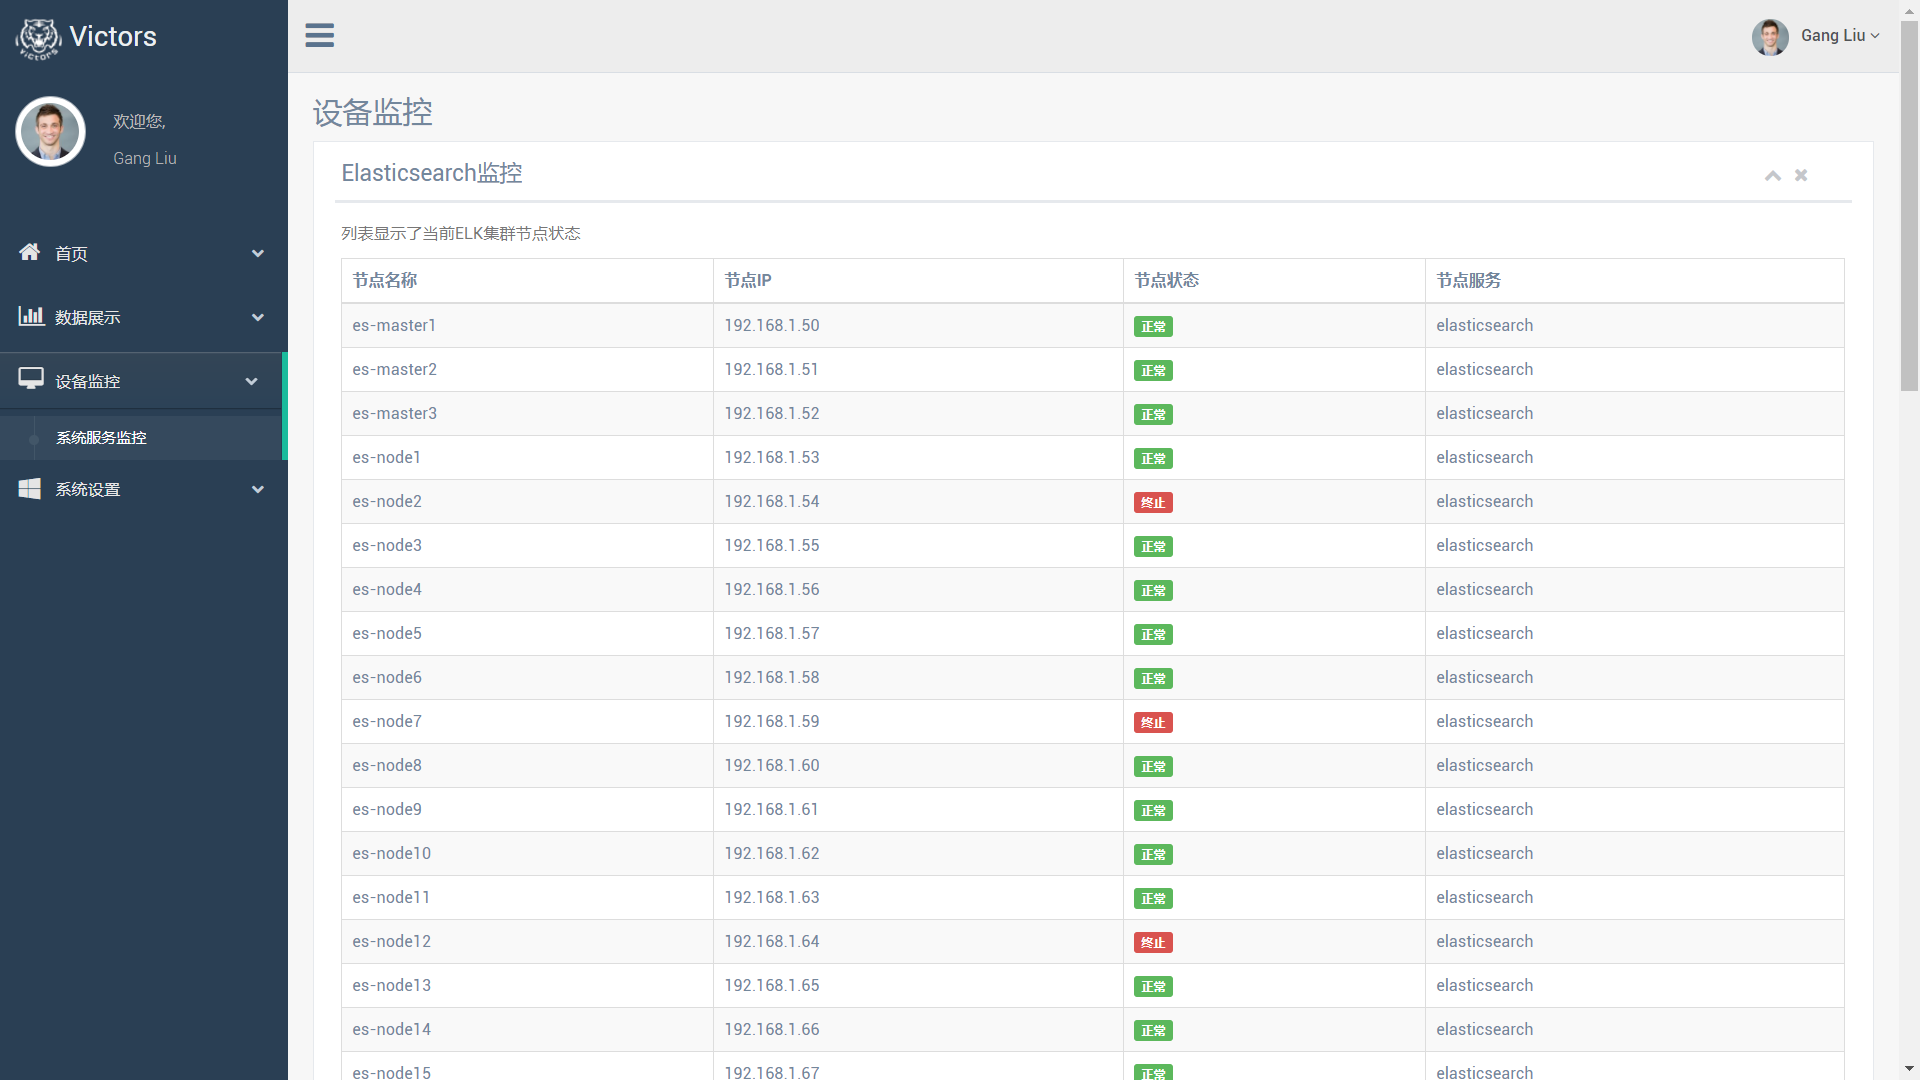 Victors
victors
Gang Liu
欢迎您,
Gang Liu
首页
数据展示
设备监控
系统服务监控
系统设置
设备监控
Elasticsearch监控
列表显示了当前ELK集群节点状态
节点名称 节点IP 节点状态 节点服务
es-master1 192.168.1.50 正常 elasticsearch
es-master2 192.168.1.51 正常 elasticsearch
es-master3 192.168.1.52 正常 elasticsearch
es-node1 192.168.1.53 正常 elasticsearch
es-node2 192.168.1.54 终止 elasticsearch
es-node3 192.168.1.55 正常 elasticsearch
es-node4 192.168.1.56 正常 elasticsearch
es-node5 192.168.1.57 正常 elasticsearch
es-node6 192.168.1.58 正常 elasticsearch
es-node7 192.168.1.59 终止 elasticsearch
es-node8 192.168.1.60 正常 elasticsearch
es-node9 192.168.1.61 正常 elasticsearch
es-node10 192.168.1.62 正常 elasticsearch
es-node11 192.168.1.63 正常 elasticsearch
es-node12 192.168.1.64 终止 elasticsearch
es-node13 192.168.1.65 正常 elasticsearch
es-node14 192.168.1.66 正常 elasticsearch
es-node15 192.168.1.67 正常 elasticsearch